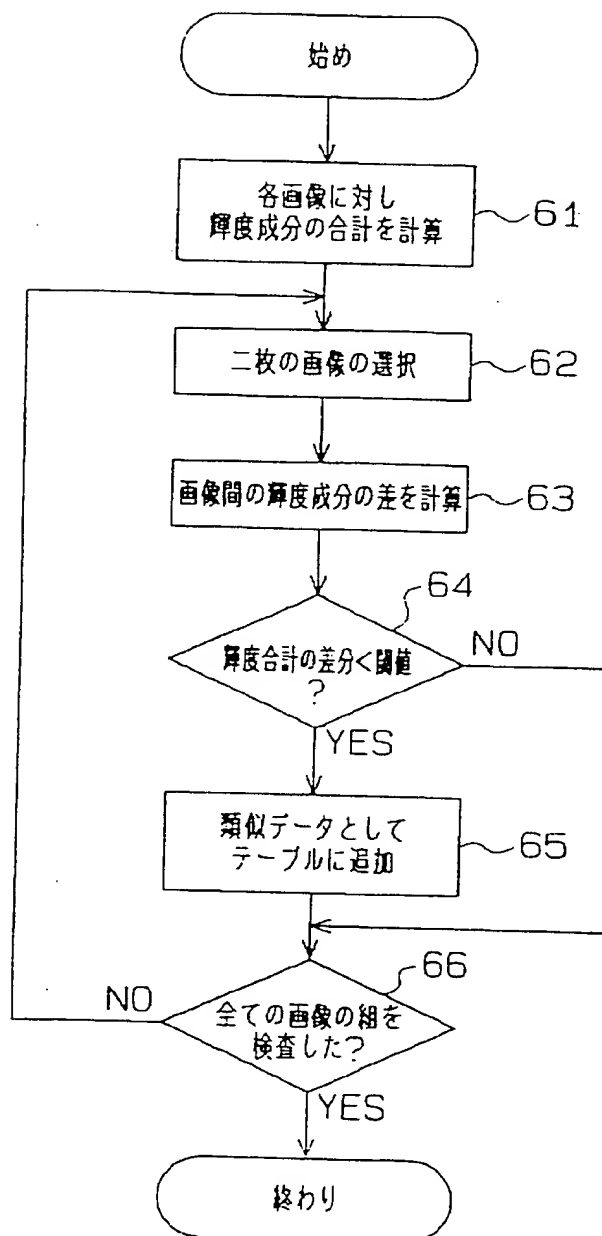 始め
各画像に対し
輝度成分の合計を計算
61
二枚の画像の選択
62
画像間の輝度成分の差を計算
63
64
輝度合計の差分<閾値
?
NO
YES
類似データとして
テーブルに追加
65
66
全ての画像の組を
検査した?
NO
YES
終わり